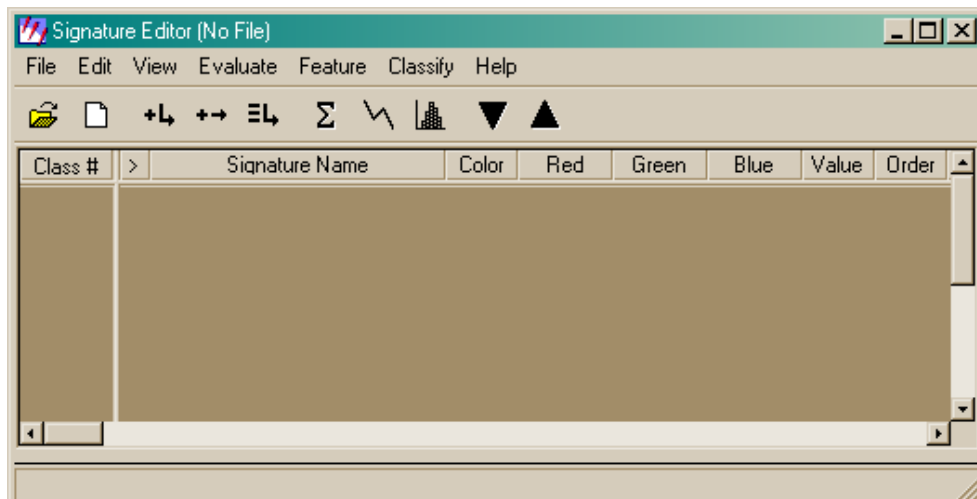 Signature Editor (No File)
File Edit View Evaluate Feature Classify Help
Class # > Signature Name Color Red Green Blue Value Order